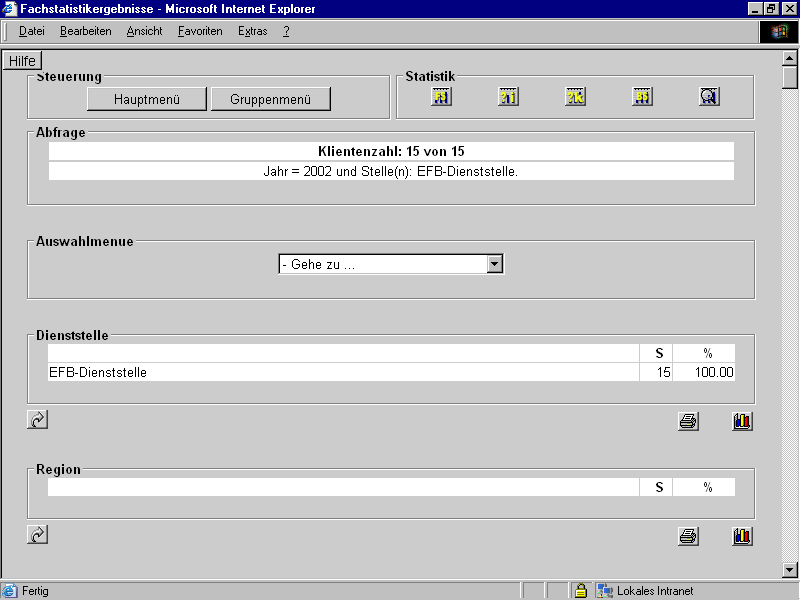 Fachstatistikergebnisse - Microsoft Internet Explorer
Datei Bearbeiten Ansicht Favoriten Extras ?
Hilfe
Steuerung
Hauptmenü Gruppenmenü
Statistik
Abfrage
Klientenzahl: 15 von 15
Jahr = 2002 und Stelle(n): EFB-Dienststelle.
Auswahlmenue
- Gehe zu ...
Dienststelle
S %
EFB-Dienststelle 15 100.00
Region
S %
Fertig Lokales Intranet